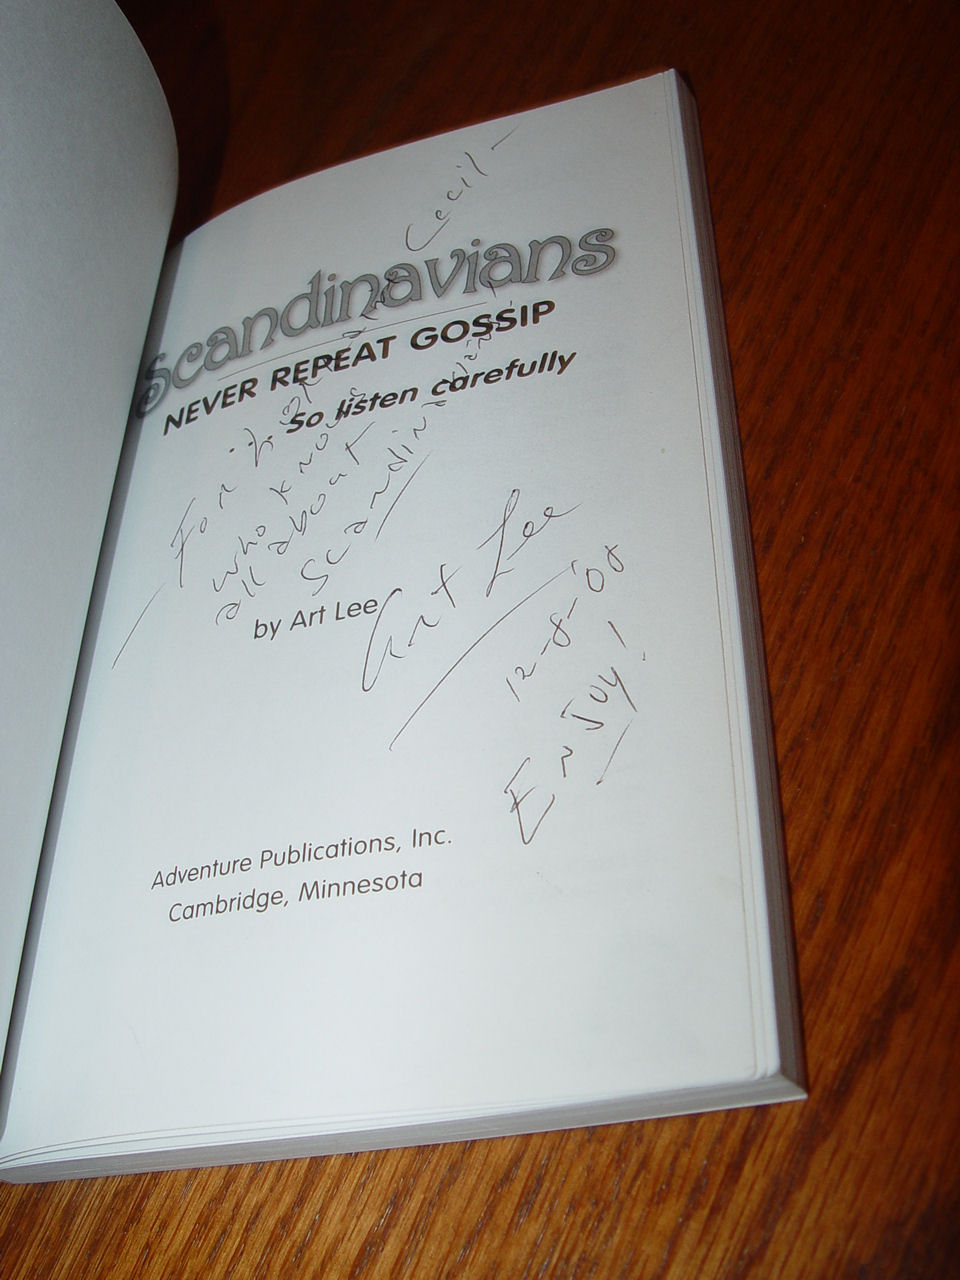 Scandinavians
NEVER REPEAT GOSSIP
So listen carefully
by Art Lee
Adventure Publications, Inc.
Cambridge, Minnesota
For Cecil –
who know
all about
Art Lee
12-8-'00
Enjoy!